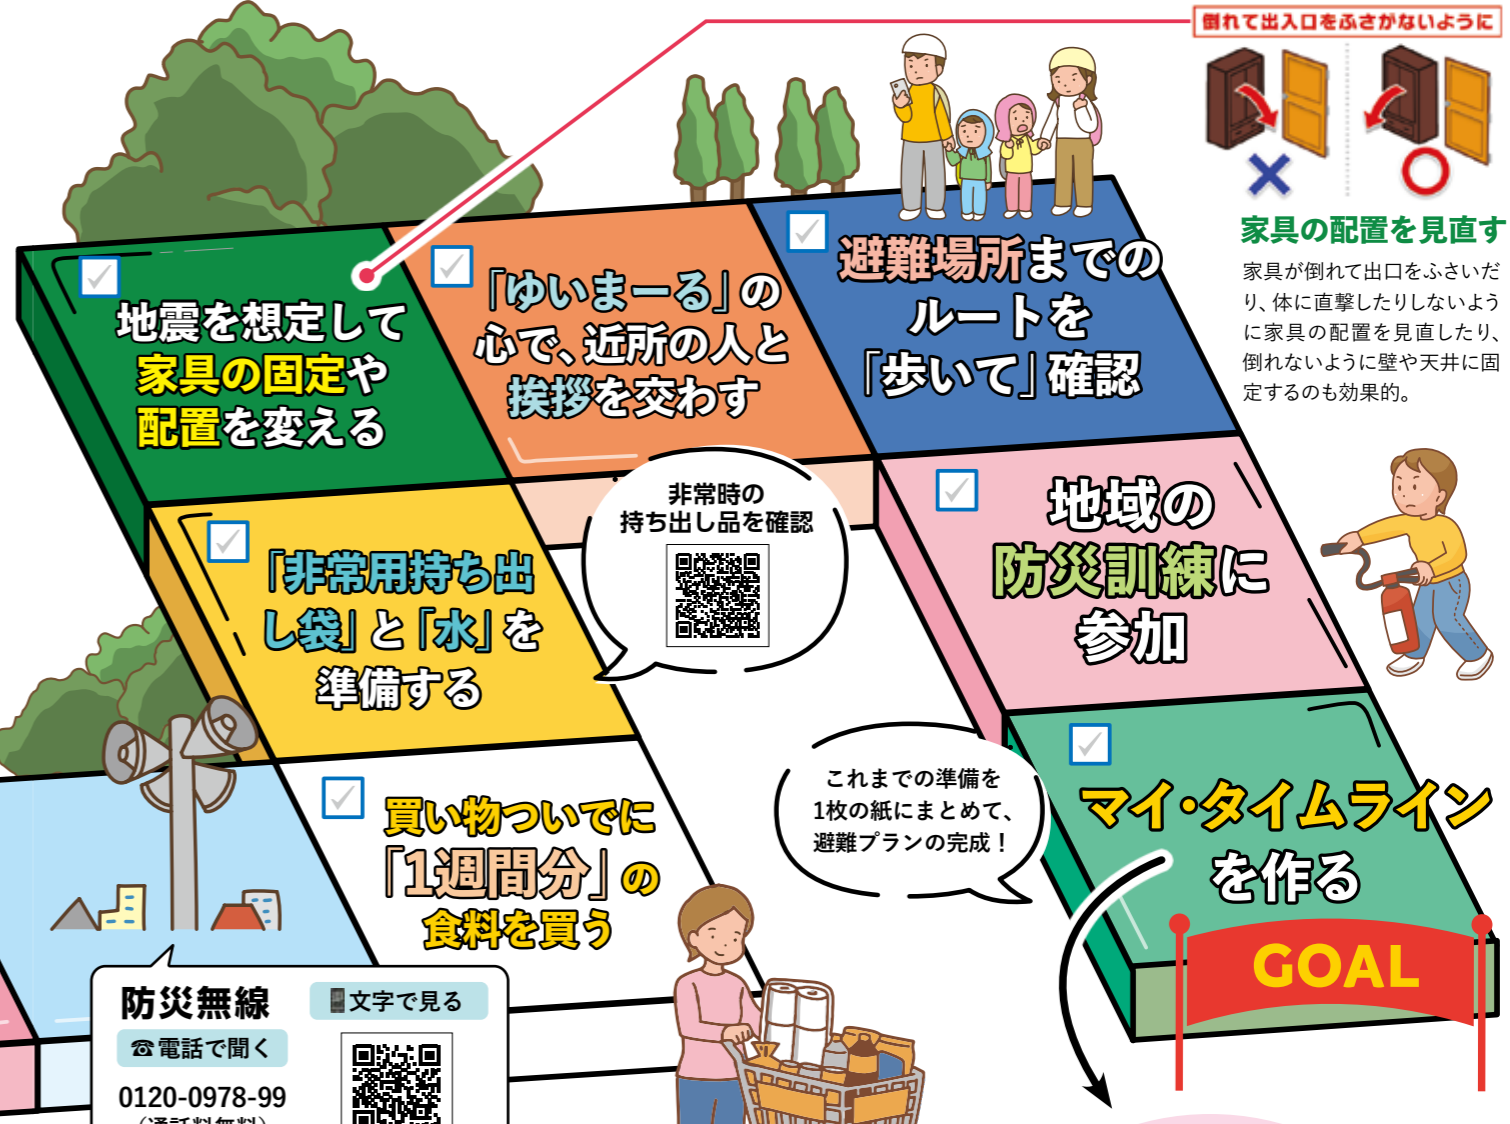 倒れて出入口をふさがないように
家具の配置を見直す
家具が倒れて出口をふさいだ
り、体に直撃したりしないよう
に家具の配置を見直したり、
倒れないように壁や天井に固
定するのも効果的。
地震を想定して
家具の固定や
配置を変える
「ゆいまーる」の
心で、近所の人と
挨拶を交わす
避難場所までの
ルートを
「歩いて」確認
地域の
防災訓練に
参加
非常時の
持ち出し品を確認
「非常用持ち出
し袋」と「水」を
準備する
これまでの準備を
1枚の紙にまとめて、
避難プランの完成！
マイ・タイムライン
を作る
GOAL
買い物ついでに
「1週間分」の
食料を買う
防災無線
文字で見る
☎電話で聞く
0120-0978-99
（通話料無料）